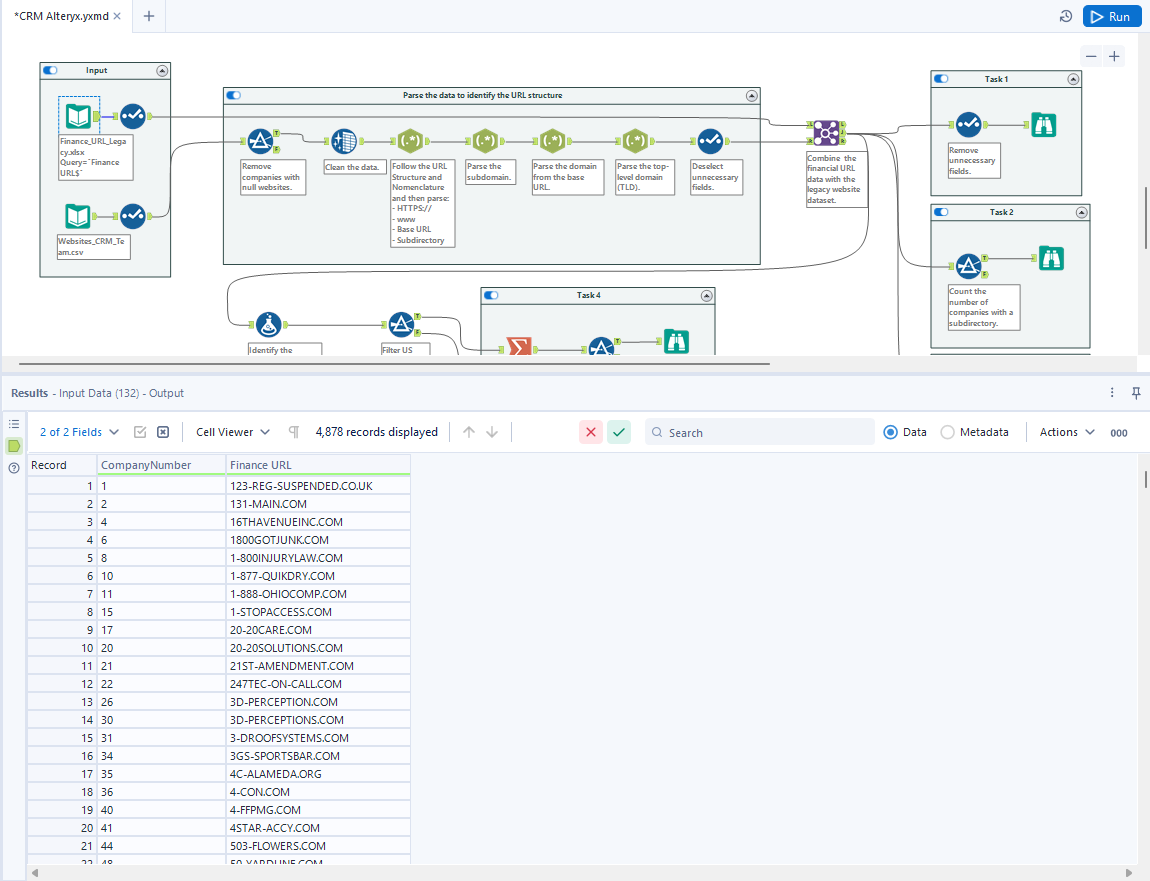 *CRM Alteryx.yxmd
Run
Input
Finance_URL_Lega
cy.xlsx
Query=`Finance
URL$`
Websites_CRM_Te
am.csv
Parse the data to identify the URL structure
Remove
companies with
null websites.
Clean the data.
Follow the URL
Structure and
Nomenclature
and then parse:
- HTTPS://
- www
- Base URL
- Subdirectory
Parse the
subdomain.
Parse the domain
from the base
URL.
Parse the top-
level domain
(TLD).
Deselect
unnecessary
fields.
Combine the
financial URL
data with the
legacy website
dataset.
Task 1
Remove
unnecessary
fields.
Task 2
Count the
number of
companies with a
subdirectory.
Identify the
Filter US
Task 4
Results - Input Data (132) - Output
2 of 2 Fields
Cell Viewer
4,878 records displayed
Search
Data
Metadata
Actions
000
Record CompanyNumber Finance URL
1 1 123-REG-SUSPENDED.CO.UK
2 2 131-MAIN.COM
3 4 16THAVENUEINC.COM
4 6 1800GOTJUNK.COM
5 8 1-800INJURYLAW.COM
6 10 1-877-QUIKDRY.COM
7 11 1-888-OHIOCOMP.COM
8 15 1-STOPACCESS.COM
9 17 20-20CARE.COM
10 20 20-20SOLUTIONS.COM
11 21 21ST-AMENDMENT.COM
12 22 247TEC-ON-CALL.COM
13 26 3D-PERCEPTION.COM
14 30 3D-PERCEPTIONS.COM
15 31 3-DROOFSYSTEMS.COM
16 34 3GS-SPORTSBAR.COM
17 35 4C-ALAMEDA.ORG
18 36 4-CON.COM
19 40 4-FFPMG.COM
20 41 4STAR-ACCY.COM
21 44 503-FLOWERS.COM
22 48 50-YARDLINE.COM